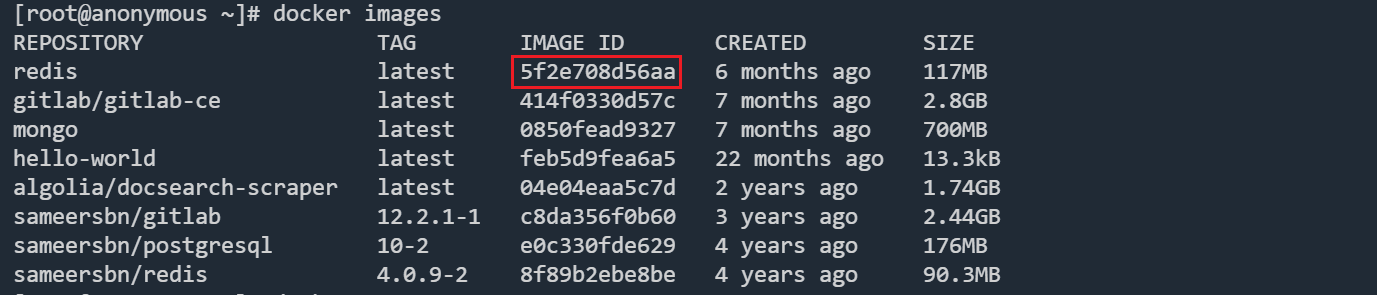 [root@anonymous ~]# docker images
REPOSITORY TAG IMAGE ID CREATED SIZE
redis latest 5f2e708d56aa 6 months ago 117MB
gitlab/gitlab-ce latest 414f0330d57c 7 months ago 2.8GB
mongo latest 0850fead9327 7 months ago 700MB
hello-world latest feb5d9fea6a5 22 months ago 13.3kB
algolia/docsearch-scraper latest 04e04eaa5c7d 2 years ago 1.74GB
sameersbn/gitlab 12.2.1-1 c8da356f0b60 3 years ago 2.44GB
sameersbn/postgresql 10-2 e0c330fde629 4 years ago 176MB
sameersbn/redis 4.0.9-2 8f89b2ebe8be 4 years ago 90.3MB